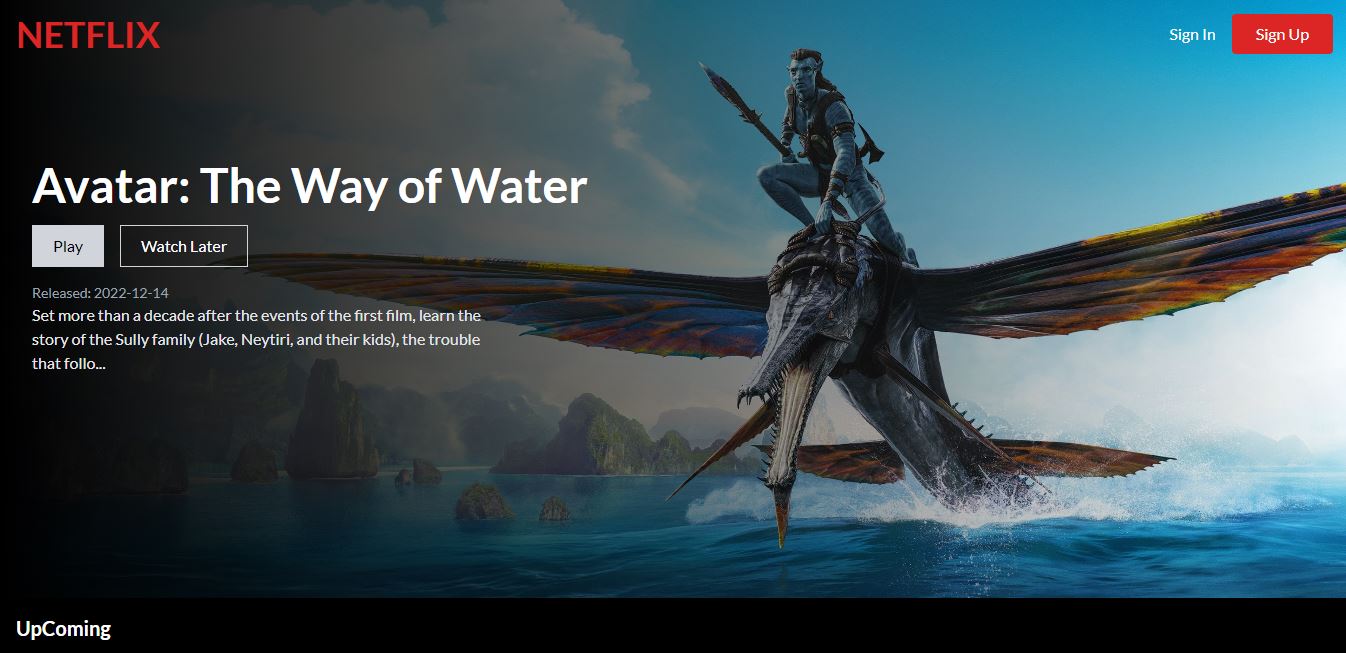 NETFLIX
Sign In
Sign Up
Avatar: The Way of Water
Play
Watch Later
Released: 2022-12-14
Set more than a decade after the events of the first film, learn the
story of the Sully family (Jake, Neytiri, and their kids), the trouble
that follo...
UpComing